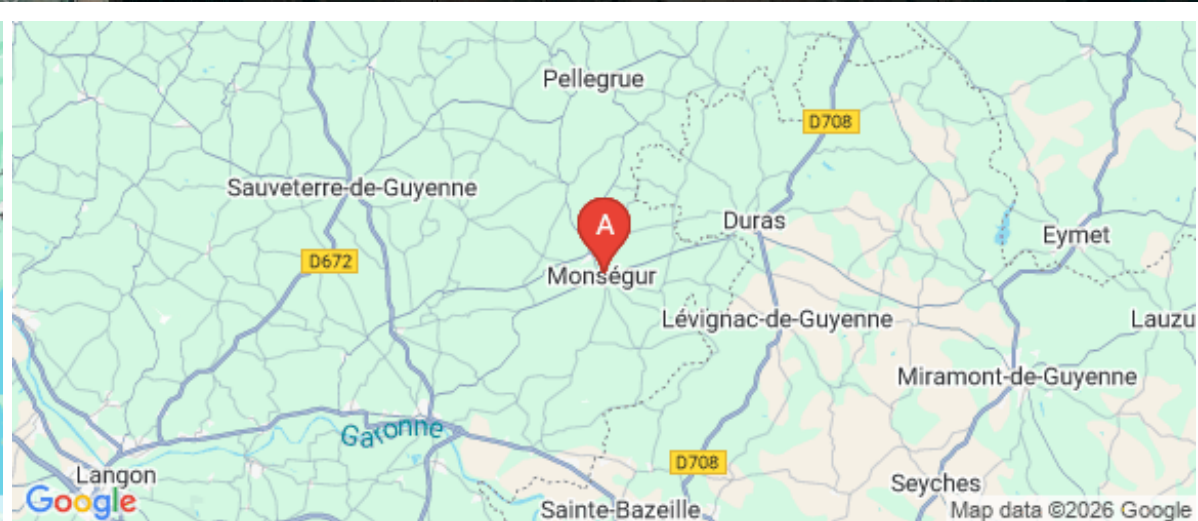 Pellegrue
D708
Sauveterre-de-Guyenne
A
Duras
Eymet
D672
Monségur
Lévignac-de-Guyenne
Lauzu
Miramont-de-Guyenne
Garonne
D708
Langon
Seyches
Google
Sainte-Bazeille
Map data ©2026 Google